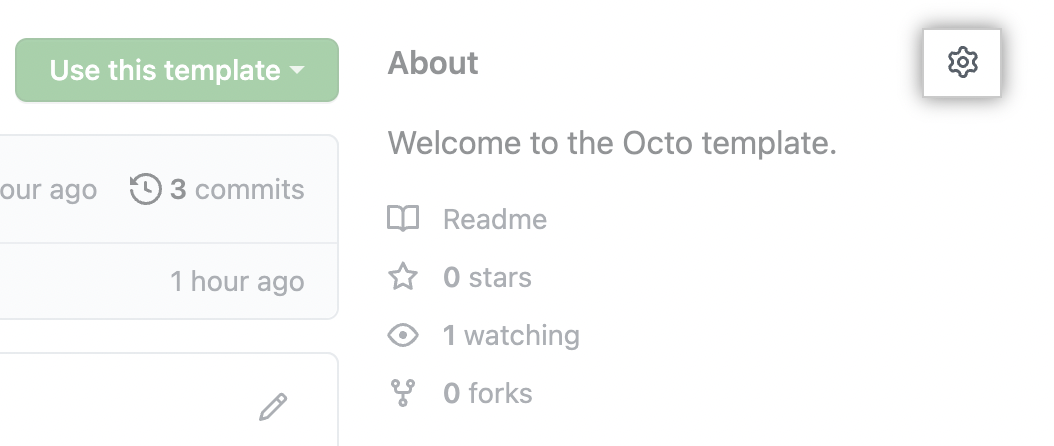 Use this template
our ago 3 commits
1 hour ago
About
Welcome to the Octo template.
Readme
0 stars
1 watching
0 forks